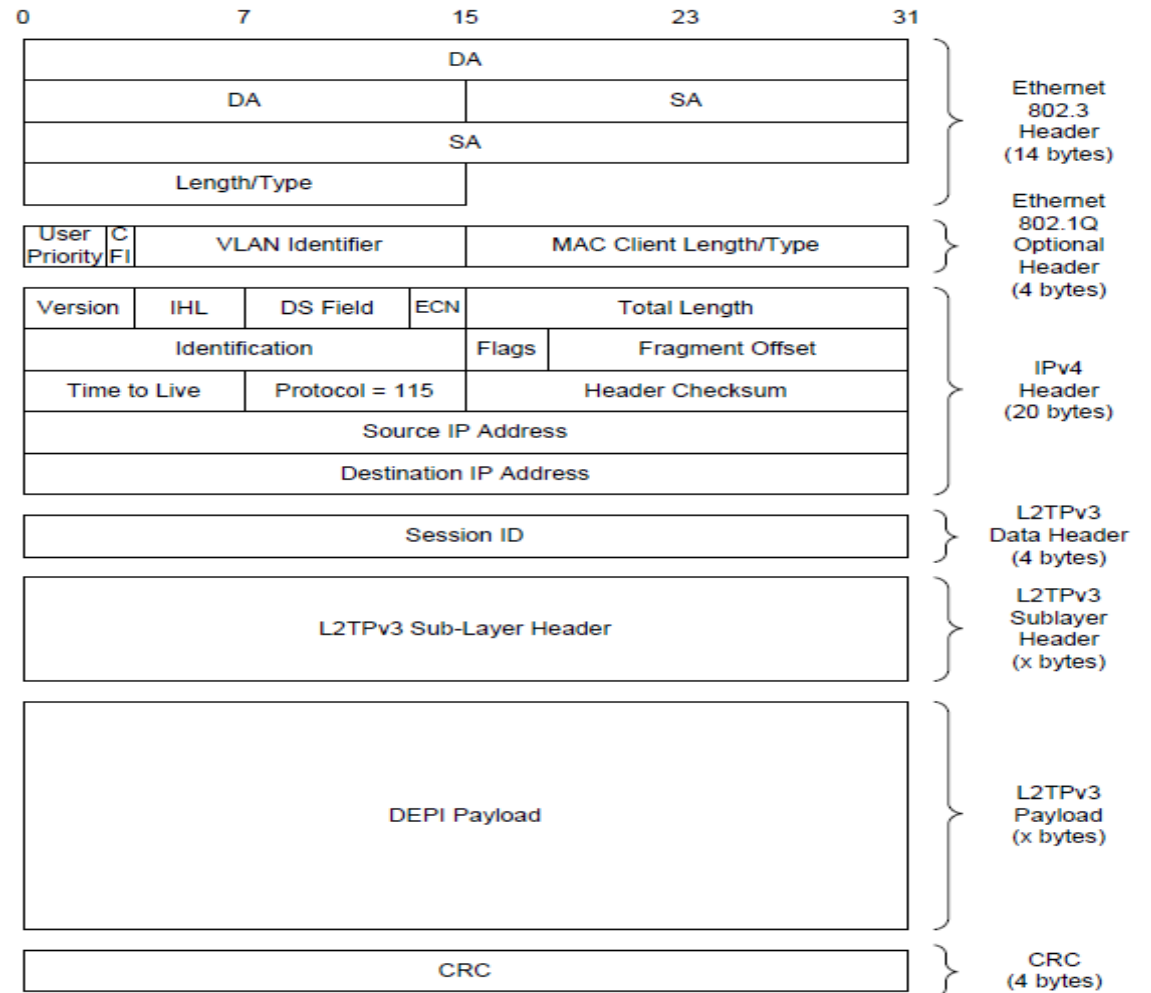 0 7 15 23 31
DA
DA SA
SA
Length/Type
Ethernet
802.3
Header
(14 bytes)
User
Priority
C
FI
VLAN Identifier
MAC Client Length/Type
Ethernet
802.1Q
Optional
Header
(4 bytes)
Version IHL DS Field ECN Total Length
Identification Flags Fragment Offset
Time to Live Protocol = 115 Header Checksum
Source IP Address
Destination IP Address
IPv4
Header
(20 bytes)
Session ID
L2TPv3
Data Header
(4 bytes)
L2TPv3 Sub-Layer Header
L2TPv3
Sublayer
Header
(x bytes)
DEPI Payload
L2TPv3
Payload
(x bytes)
CRC
CRC
(4 bytes)